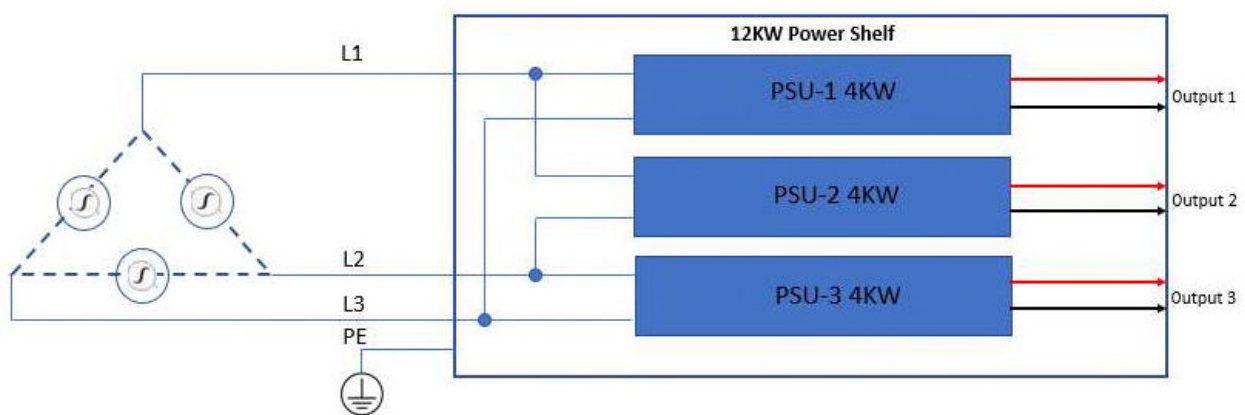 12KW Power Shelf
L1
PSU-1 4KW
Output 1
PSU-2 4KW
Output 2
L2
PSU-3 4KW
Output 3
L3
PE